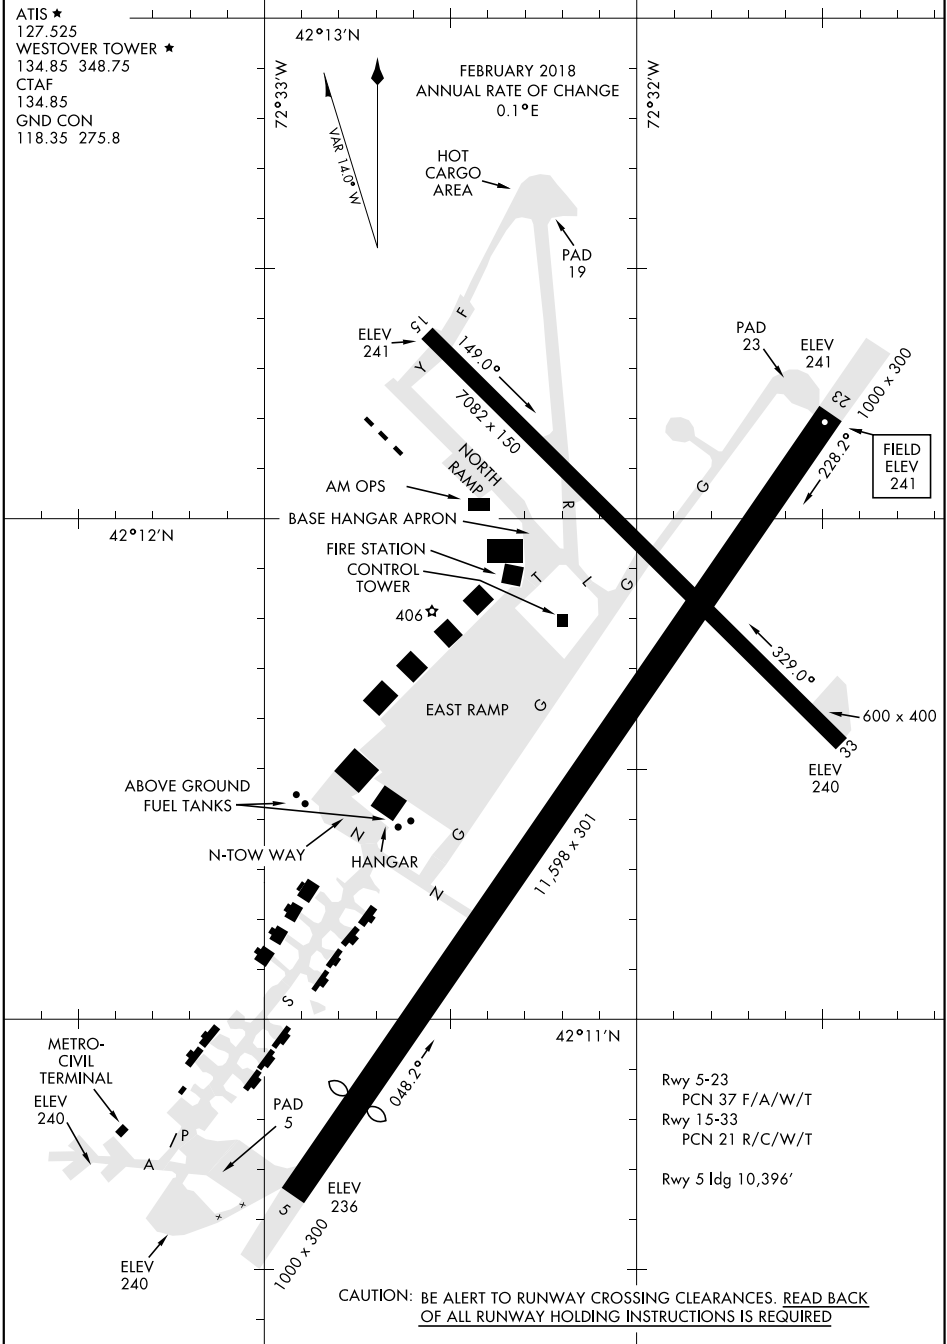 ATIS ★
127.525
WESTOVER TOWER ★
134.85 348.75
CTAF
134.85
GND CON
118.35 275.8
42°13'N
72°33'W
72°32'W
FEBRUARY 2018
ANNUAL RATE OF CHANGE
0.1°E
VAR 14.0° W
HOT
CARGO
AREA
PAD
19
F
15
ELEV
241
149.0°
Y
7082 x 150
PAD
23
ELEV
241
23
1000 x 300
228.2°
FIELD
ELEV
241
NORTH
RAMP
AM OPS
R
G
BASE HANGAR APRON
42°12'N
FIRE STATION
CONTROL
TOWER
T
L
G
406
329.0°
EAST RAMP
G
600 x 400
33
ELEV
240
ABOVE GROUND
FUEL TANKS
N
G
N-TOW WAY
HANGAR
11,598 x 301
N
S
42°11'N
METRO-
CIVIL
TERMINAL
048.2°
ELEV
240
PAD
5
P
A
Rwy 5-23
PCN 37 F/A/W/T
Rwy 15-33
PCN 21 R/C/W/T
Rwy 5 ldg 10,396'
ELEV
236
5
1000 x 300
ELEV
240
CAUTION: BE ALERT TO RUNWAY CROSSING CLEARANCES. READ BACK
OF ALL RUNWAY HOLDING INSTRUCTIONS IS REQUIRED